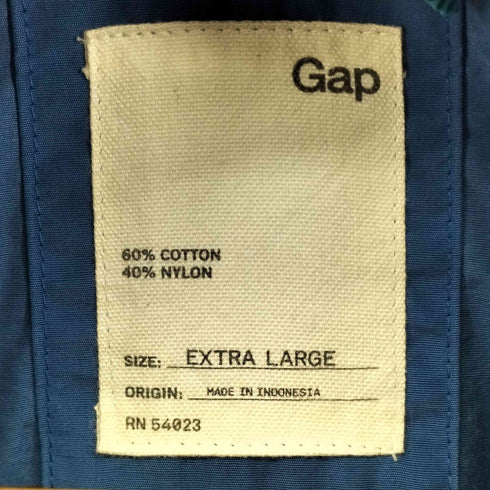 Gap
60% COTTON
40% NYLON
SIZE: EXTRA LARGE
ORIGIN: MADE IN INDONESIA
RN 54023